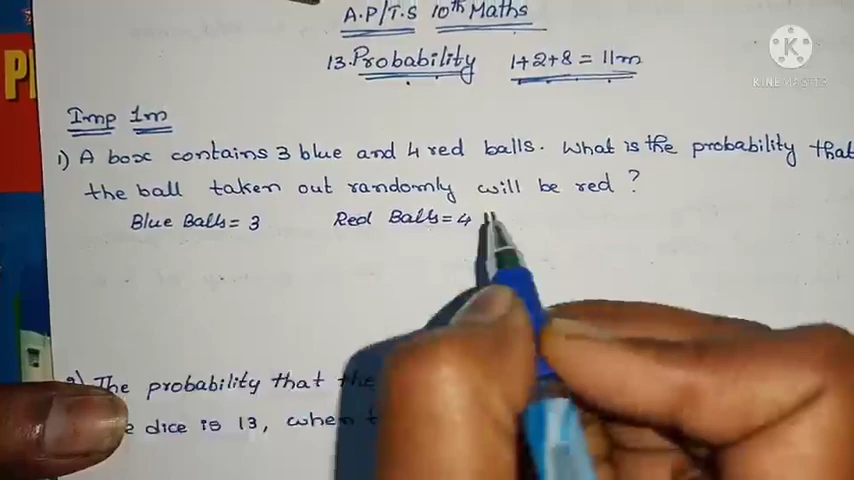 A.P/T.S 10th Maths
13. Probability 1+2+8 = 11m
KINEMASTER
Imp 1m
1) A box contains 3 blue and 4 red balls. What is the probability that
the ball taken out randomly will be red ?
Blue Balls = 3 Red Balls = 4
2) The probability that the
dice is 13, when